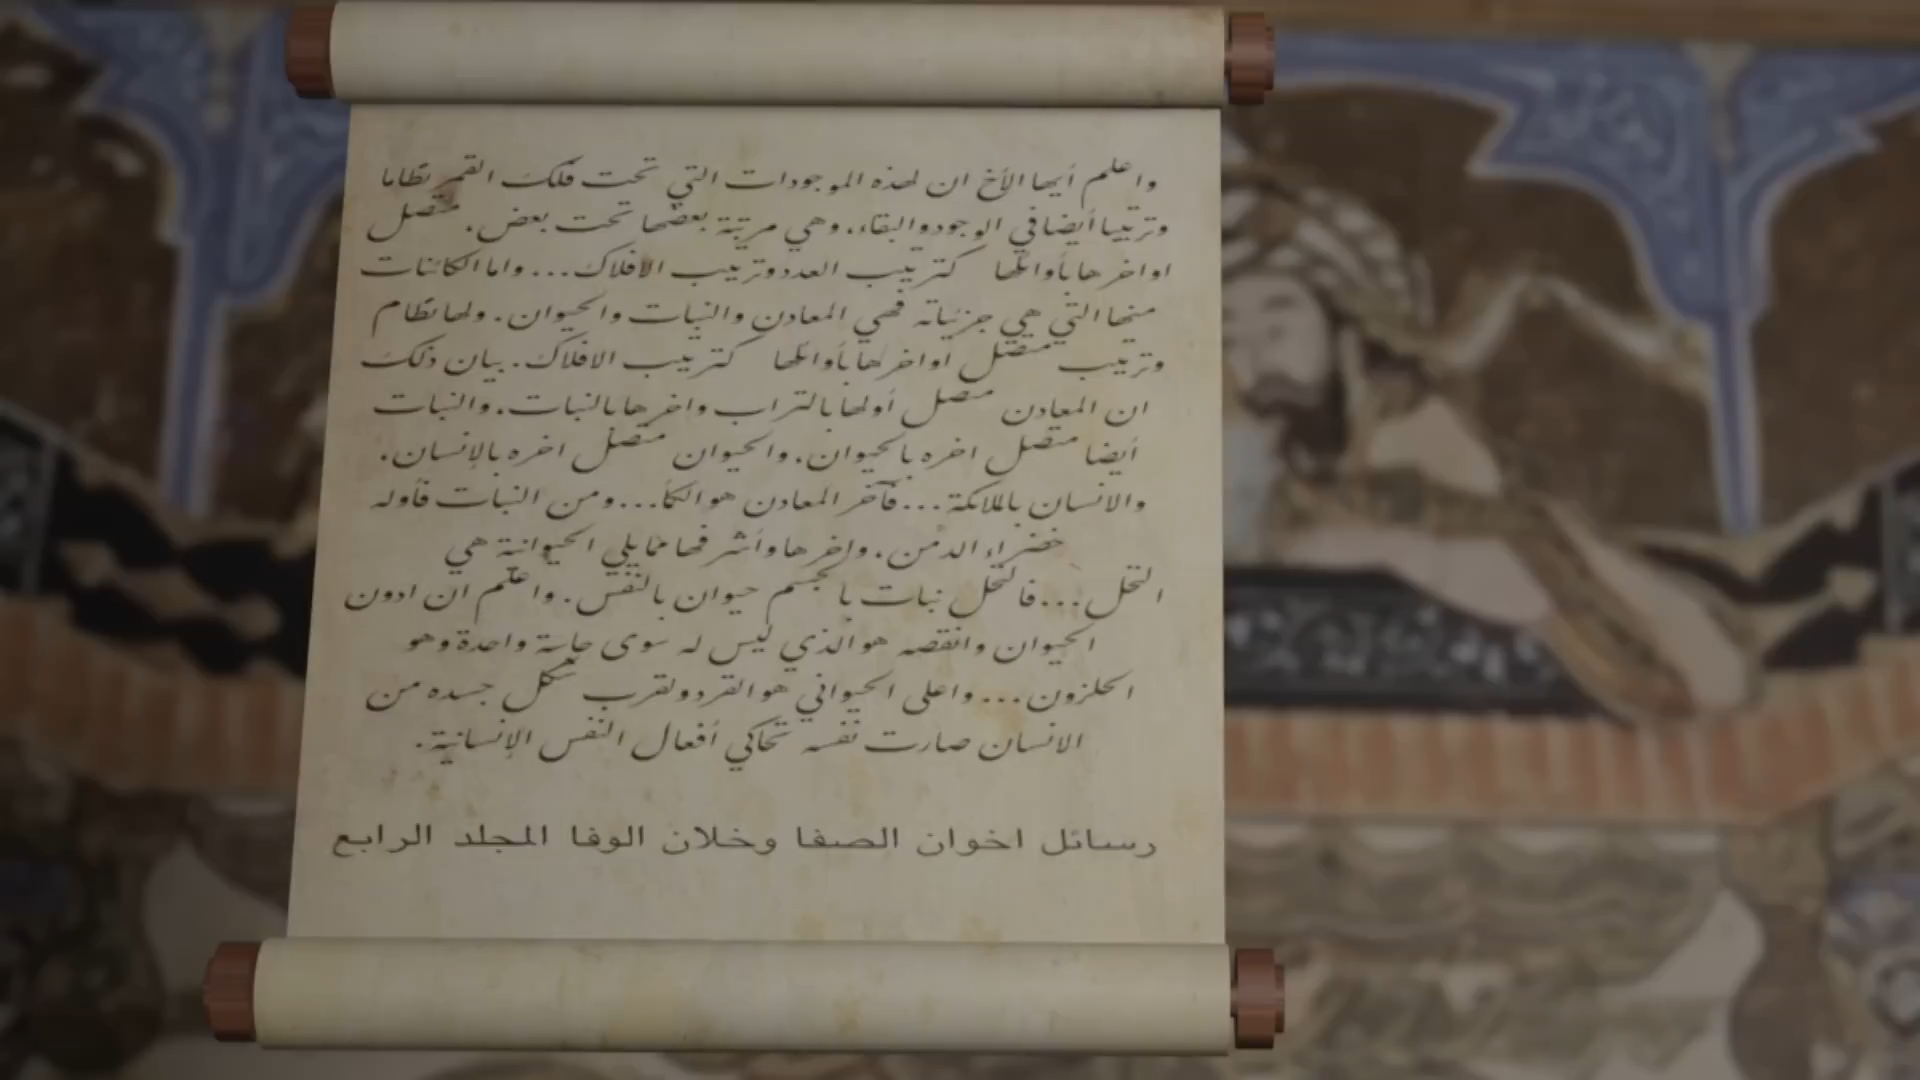 واعلم أيها الأخ ان لهذه الموجودات التي تحت فلك القمر نظاما
وترتيبا أيضا في الوجود والبقاء. وهي مرتبة بعضها تحت بعض. متصل
اواخرها بأوائلها كترتيب العدد وترتيب الافلاك... واما الكائنات
منها التي هي جزئياته فهي المعادن والنبات والحيوان. ولها نظام
وترتيب متصل اواخرها بأوائلها كترتيب الافلاك. بيان ذلك
ان المعادن متصل أولها بالتراب واخرها بالنبات. والنبات
أيضا متصل اخره بالحيوان. والحيوان متصل اخره بالإنسان.
والانسان بالملاكة... فآخر المعادن هو الكمأ... ومن النبات فأوله
خضراء الدمن. واخرها وأشرفها مما يلي الحيوانية هي
النخل... فالنخل نبات بالجسم حيوان بالنفس. واعلم ان ادون
الحيوان وانقصه هو الذي ليس له سوى حاسة واحدة وهو
الحلزون... واعلى الحيواني هو القرد ولقرب شكل جسده من
الانسان صارت نفسه تحاكي أفعال النفس الإنسانية.
رسائل اخوان الصفا وخلان الوفا المجلد الرابع